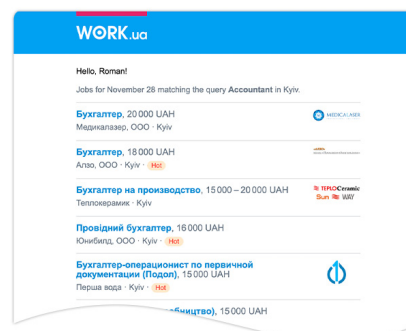 WORK.ua
Hello, Roman!
Jobs for November 28 matching the query Accountant in Kyiv.
Бухгалтер, 20 000 UAH
MEDICALASER
Медикалазер, ООО · Kyiv
Бухгалтер, 18 000 UAH
Алзо, ООО · Kyiv · Hot
Бухгалтер на производство, 15 000 – 20 000 UAH
TEPLOCeramic
Sun WAY
Теплокерамик · Kyiv
Провідний бухгалтер, 16 000 UAH
Юнибилд, ООО · Kyiv · Hot
Бухгалтер-операционист по первичной
документации (Подол), 15 000 UAH
Перша вода · Kyiv · Hot
обництво), 15 000 UAH